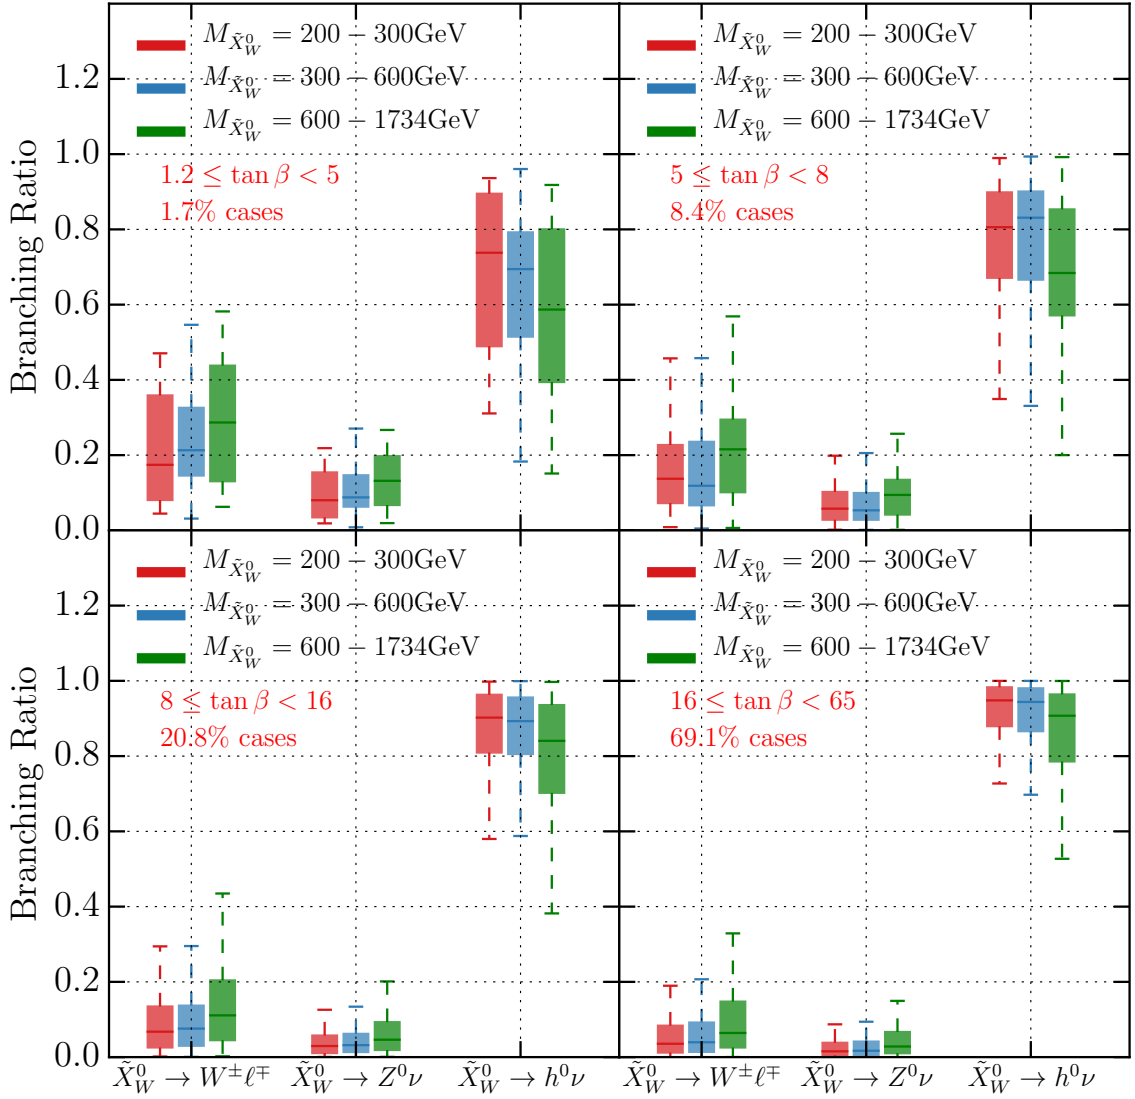 Branching Ratio
1.2
1.0
0.8
0.6
0.4
0.2
0.0
M_{X̃_W^0} = 200 − 300GeV
M_{X̃_W^0} = 300 − 600GeV
M_{X̃_W^0} = 600 − 1734GeV
1.2 ≤ tan β < 5
1.7% cases
M_{X̃_W^0} = 200 − 300GeV
M_{X̃_W^0} = 300 − 600GeV
M_{X̃_W^0} = 600 − 1734GeV
5 ≤ tan β < 8
8.4% cases
Branching Ratio
1.2
1.0
0.8
0.6
0.4
0.2
0.0
M_{X̃_W^0} = 200 − 300GeV
M_{X̃_W^0} = 300 − 600GeV
M_{X̃_W^0} = 600 − 1734GeV
8 ≤ tan β < 16
20.8% cases
M_{X̃_W^0} = 200 − 300GeV
M_{X̃_W^0} = 300 − 600GeV
M_{X̃_W^0} = 600 − 1734GeV
16 ≤ tan β < 65
69.1% cases
X̃_W^0 → W^±ℓ^∓ X̃_W^0 → Z^0ν X̃_W^0 → h^0ν X̃_W^0 → W^±ℓ^∓ X̃_W^0 → Z^0ν X̃_W^0 → h^0ν